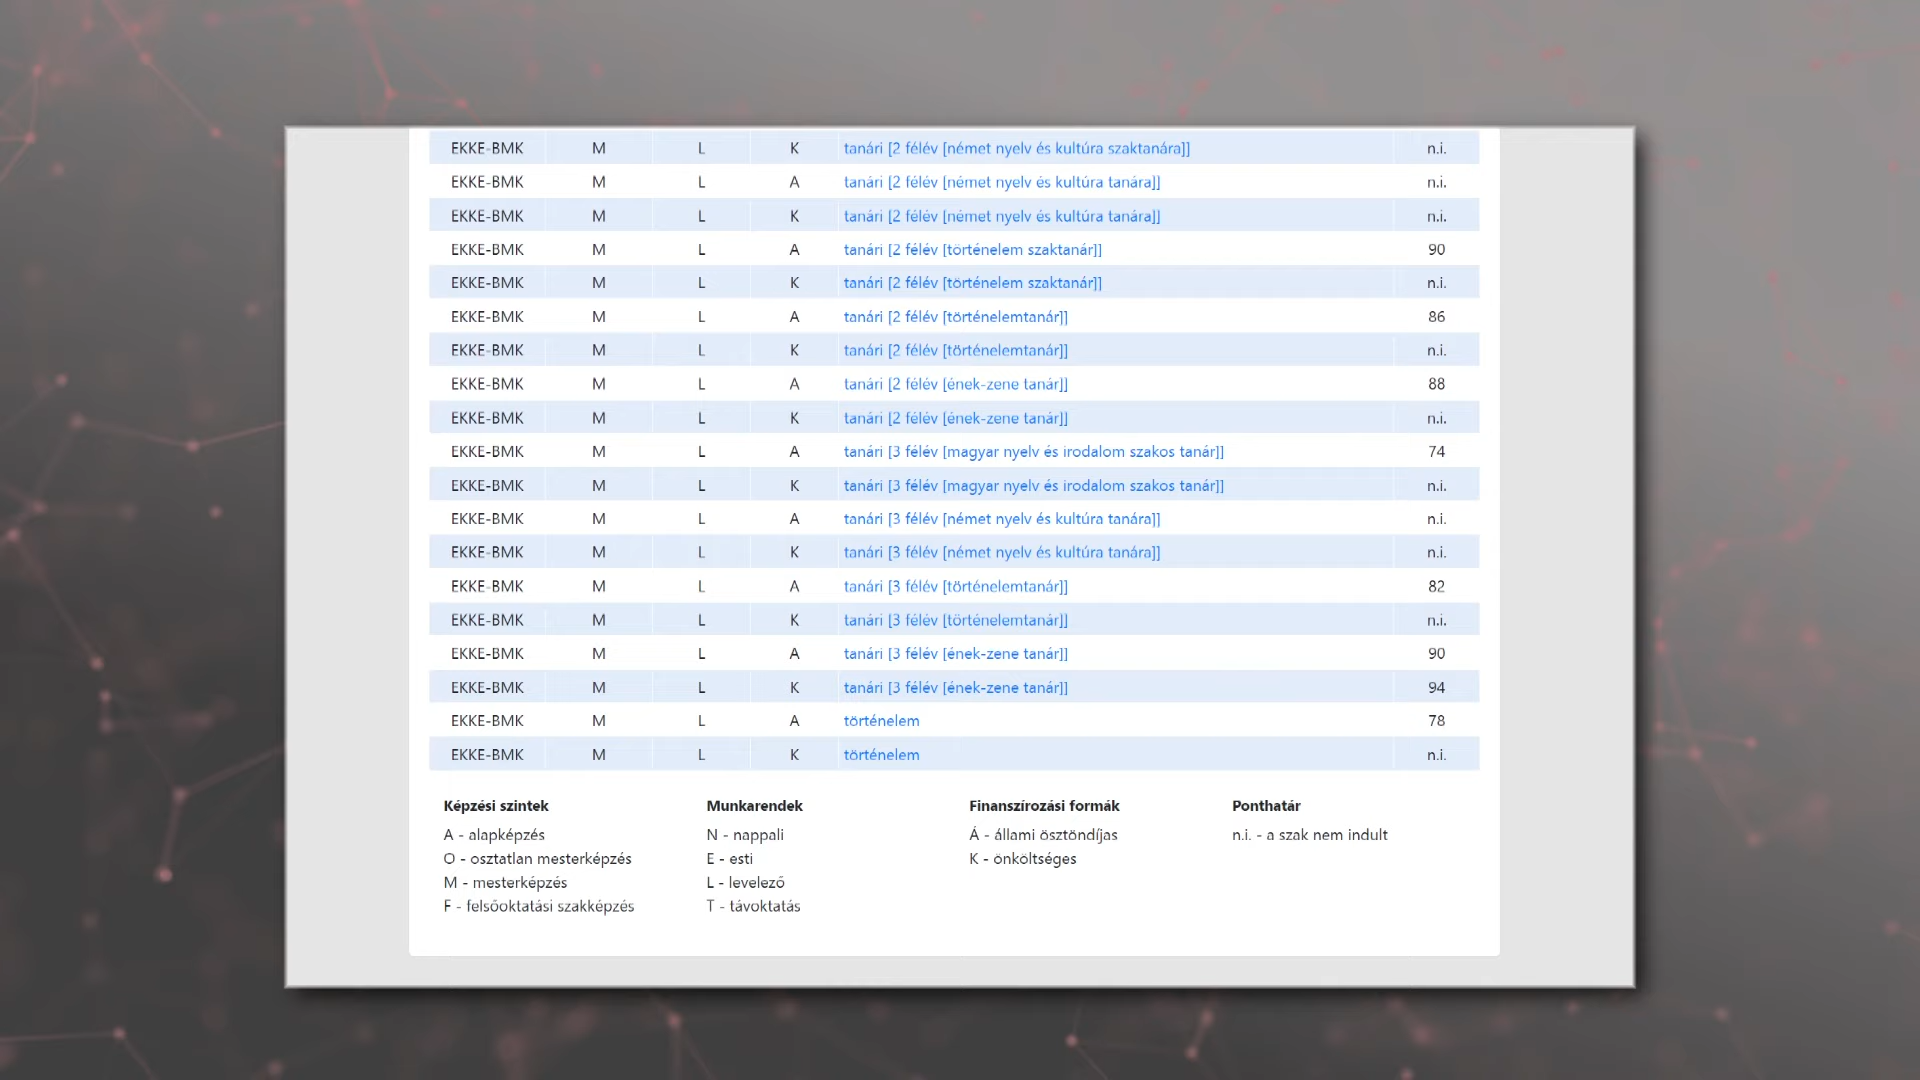 EKKE-BMK M L K tanári [2 félév [német nyelv és kultúra szaktanára]] n.i.
EKKE-BMK M L A tanári [2 félév [német nyelv és kultúra tanára]] n.i.
EKKE-BMK M L K tanári [2 félév [német nyelv és kultúra tanára]] n.i.
EKKE-BMK M L A tanári [2 félév [történelem szaktanár]] 90
EKKE-BMK M L K tanári [2 félév [történelem szaktanár]] n.i.
EKKE-BMK M L A tanári [2 félév [történelemtanár]] 86
EKKE-BMK M L K tanári [2 félév [történelemtanár]] n.i.
EKKE-BMK M L A tanári [2 félév [ének-zene tanár]] 88
EKKE-BMK M L K tanári [2 félév [ének-zene tanár]] n.i.
EKKE-BMK M L A tanári [3 félév [magyar nyelv és irodalom szakos tanár]] 74
EKKE-BMK M L K tanári [3 félév [magyar nyelv és irodalom szakos tanár]] n.i.
EKKE-BMK M L A tanári [3 félév [német nyelv és kultúra tanára]] n.i.
EKKE-BMK M L K tanári [3 félév [német nyelv és kultúra tanára]] n.i.
EKKE-BMK M L A tanári [3 félév [történelemtanár]] 82
EKKE-BMK M L K tanári [3 félév [történelemtanár]] n.i.
EKKE-BMK M L A tanári [3 félév [ének-zene tanár]] 90
EKKE-BMK M L K tanári [3 félév [ének-zene tanár]] 94
EKKE-BMK M L A történelem 78
EKKE-BMK M L K történelem n.i.
Képzési szintek
A - alapképzés
O - osztatlan mesterképzés
M - mesterképzés
F - felsőoktatási szakképzés
Munkarendek
N - nappali
E - esti
L - levelező
T - távoktatás
Finanszírozási formák
Á - állami ösztöndíjas
K - önköltséges
Ponthatár
n.i. - a szak nem indult